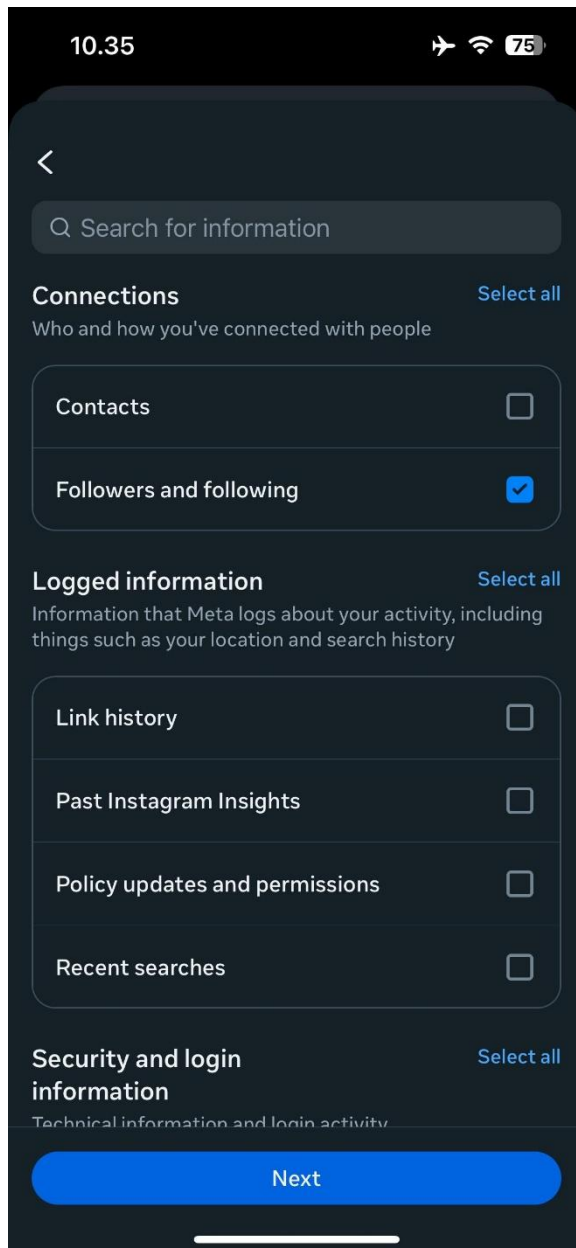 10.35
75
Search for information
Connections
Select all
Who and how you've connected with people
Contacts
Followers and following
Logged information
Select all
Information that Meta logs about your activity, including
things such as your location and search history
Link history
Past Instagram Insights
Policy updates and permissions
Recent searches
Security and login
information
Select all
Technical information and login activity
Next